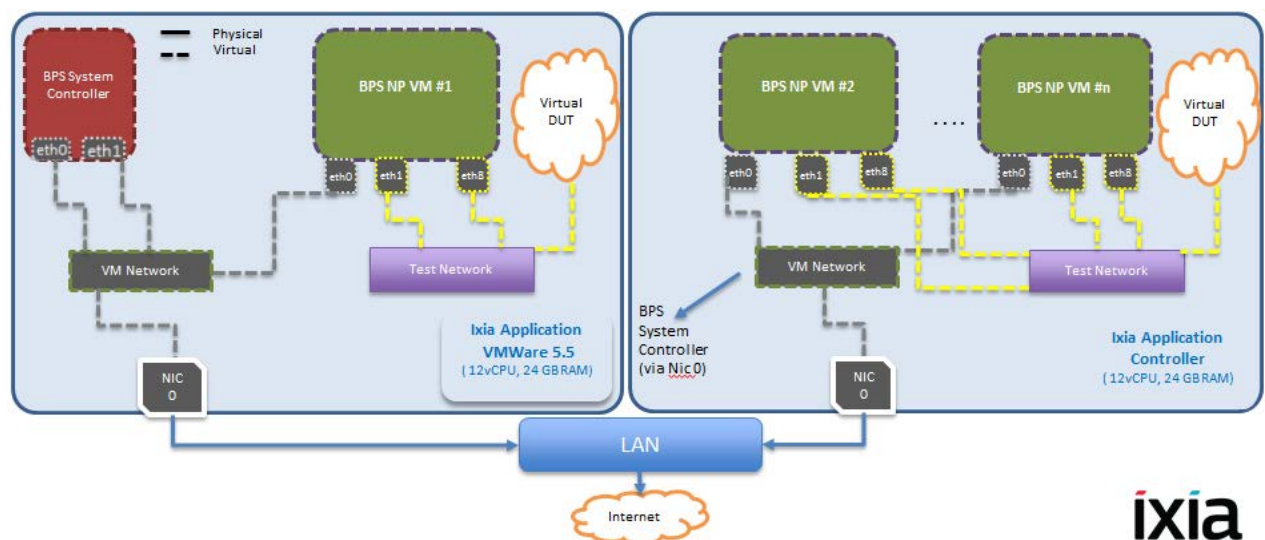 Physical
Virtual
BPS System
Controller
eth0
eth1
BPS NP VM #1
eth0
eth1
eth8
Virtual
DUT
VM Network
Test Network
Ixia Application
VMWare 5.5
( 12vCPU, 24 GB RAM)
NIC
0
BPS NP VM #2
eth0
eth1
eth8
....
BPS NP VM #n
eth0
eth1
eth8
Virtual
DUT
VM Network
Test Network
BPS
System
Controller
(via Nic 0)
Ixia Application
Controller
( 12vCPU, 24 GB RAM)
NIC
0
LAN
Internet
ixia